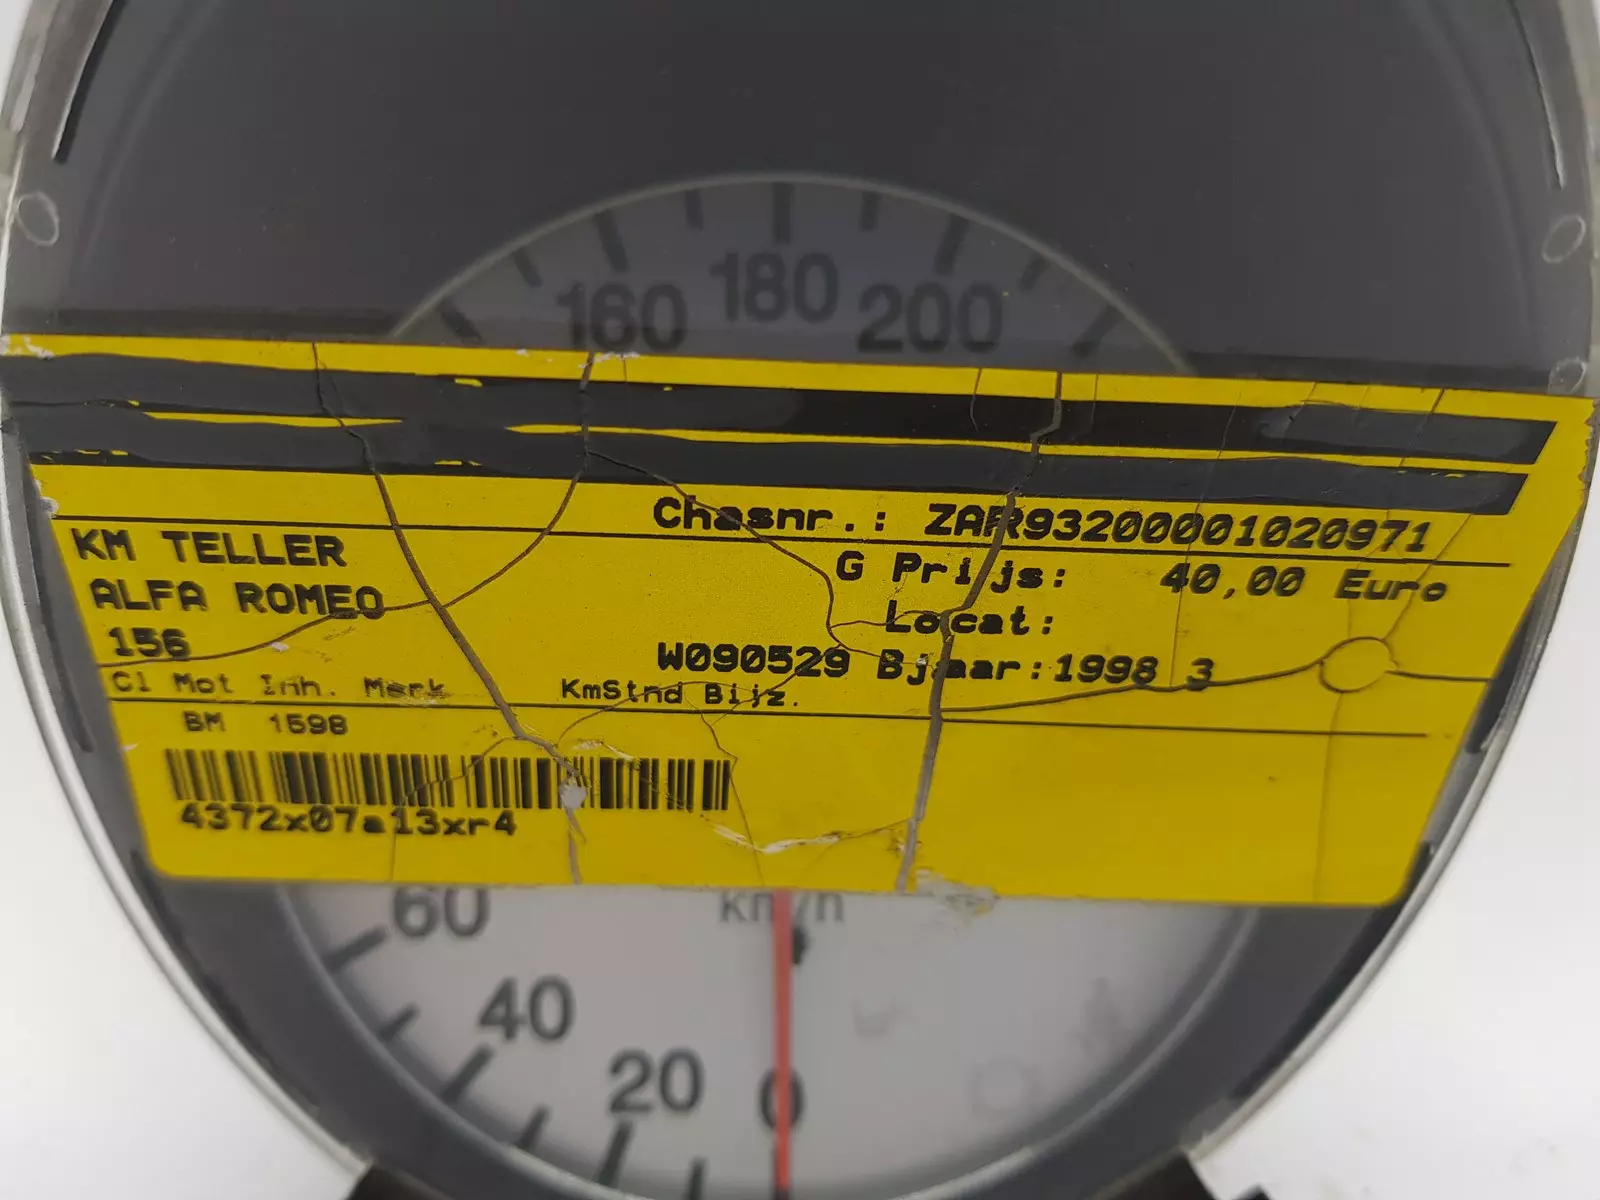 160 180 200
Chasnr.: ZAR93200001020971
KM TELLER
G Prijs: 40,00 Euro
ALFA ROMEO
Locat:
156
W090529 Bjaar:1998 3
Cl Mot Inh. Merk KmStnd Bijz.
BM 1598
4372x07a13xr4
60 km/h
40
20 0